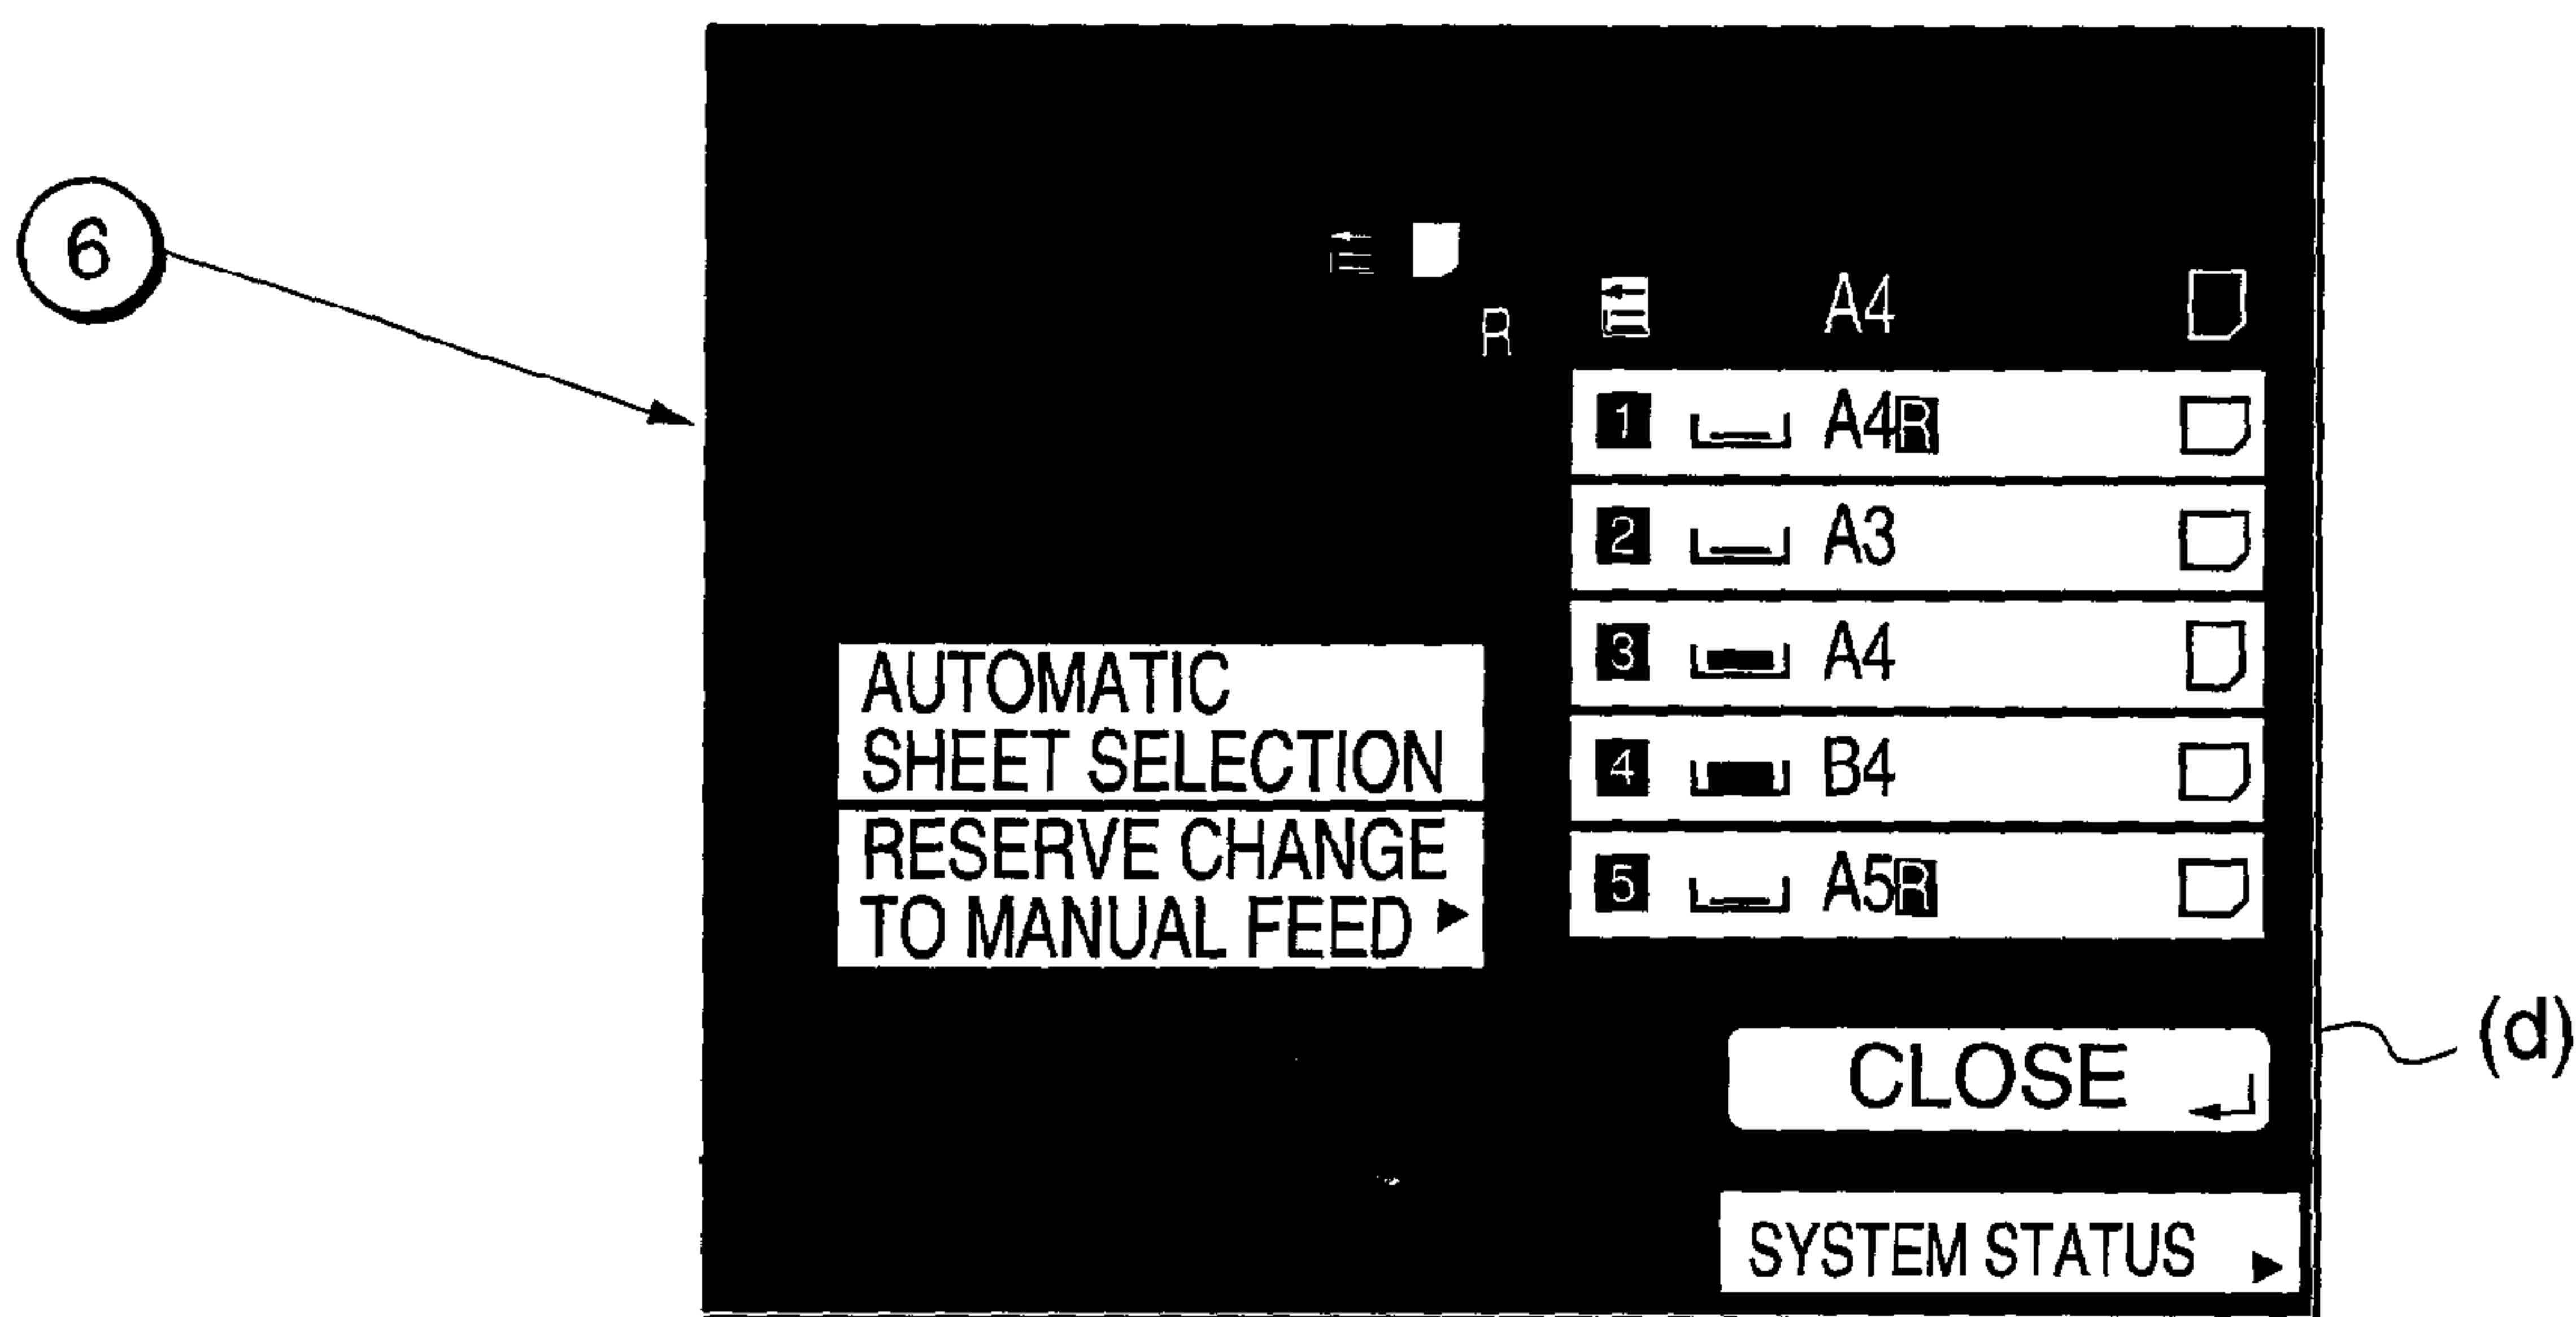 6
R
A4
1 A4R
2 A3
3 A4
4 B4
5 A5R
AUTOMATIC
SHEET SELECTION
RESERVE CHANGE
TO MANUAL FEED
CLOSE
(d)
SYSTEM STATUS